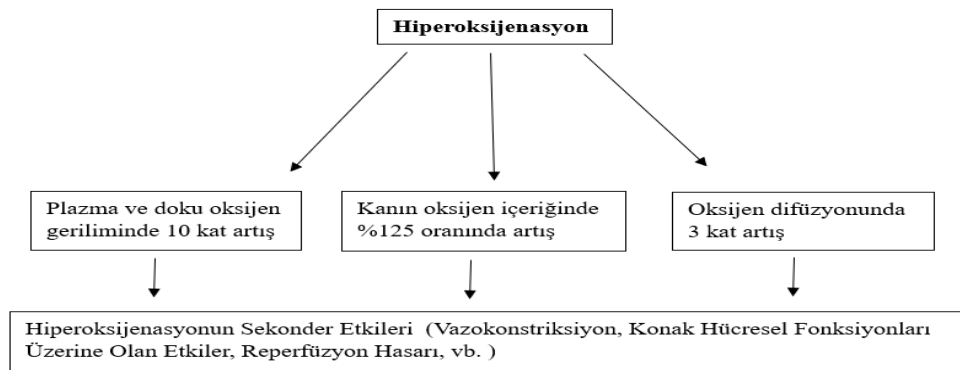 Hiperoksijenasyon
Plazma ve doku oksijen
geriliminde 10 kat artış
Kanın oksijen içeriğinde
%125 oranında artış
Oksijen difüzyonunda
3 kat artış
Hiperoksijenasyonun Sekonder Etkileri (Vazokonstriksiyon, Konak Hücresel Fonksiyonları
Üzerine Olan Etkiler, Reperfüzyon Hasarı, vb. )